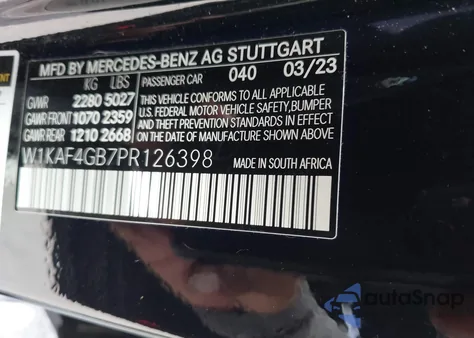 MFD BY MERCEDES-BENZ AG STUTTGART
KG LBS PASSENGER CAR 040 03/23
GVWR 2280 5027 THIS VEHICLE CONFORMS TO ALL APPLICABLE
GAWR FRONT 1070 2359 U.S. FEDERAL MOTOR VEHICLE SAFETY, BUMPER
GAWR REAR 1210 2668 AND THEFT PREVENTION STANDARDS IN EFFECT
ON THE DATE OF MANUFACTURE SHOWN ABOVE.
W1KAF4GB7PR126398 MADE IN SOUTH AFRICA
AutoSnap